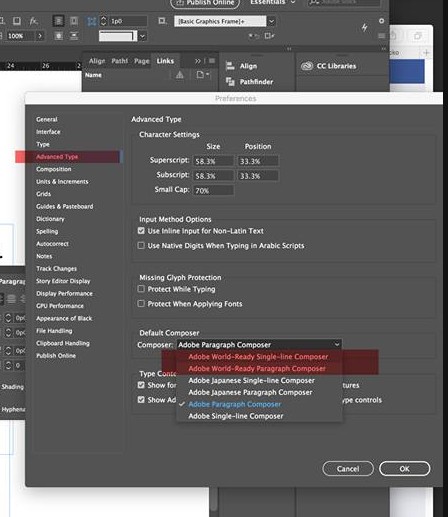 Publish Online
Essentials
Adobe Stock
1p0
[Basic Graphics Frame]+
100%
fx
Align Pathf Page Links
Name
Align
Pathfinder
CC Libraries
24
30
Preferences
General
Interface
Type
Advanced Type
Composition
Units & Increments
Grids
Guides & Pasteboard
Dictionary
Spelling
Autocorrect
Notes
Track Changes
Story Editor Display
Display Performance
GPU Performance
Appearance of Black
File Handling
Clipboard Handling
Publish Online
Advanced Type
Character Settings
Size Position
Superscript: 58.3% 33.3%
Subscript: 58.3% 33.3%
Small Cap: 70%
Input Method Options
Use Inline Input for Non-Latin Text
Use Native Digits When Typing in Arabic Scripts
Missing Glyph Protection
Protect While Typing
Protect When Applying Fonts
Default Composer
Composer: Adobe Paragraph Composer
Adobe World-Ready Single-line Composer
Adobe World-Ready Paragraph Composer
Adobe Japanese Single-line Composer
Adobe Japanese Paragraph Composer
Adobe Paragraph Composer
Adobe Single-line Composer
Type Conte
Show for
tures
Show Ad
ype controls
Cancel OK
Paragrap
0p0
0p0
0
Shading
Hyphena